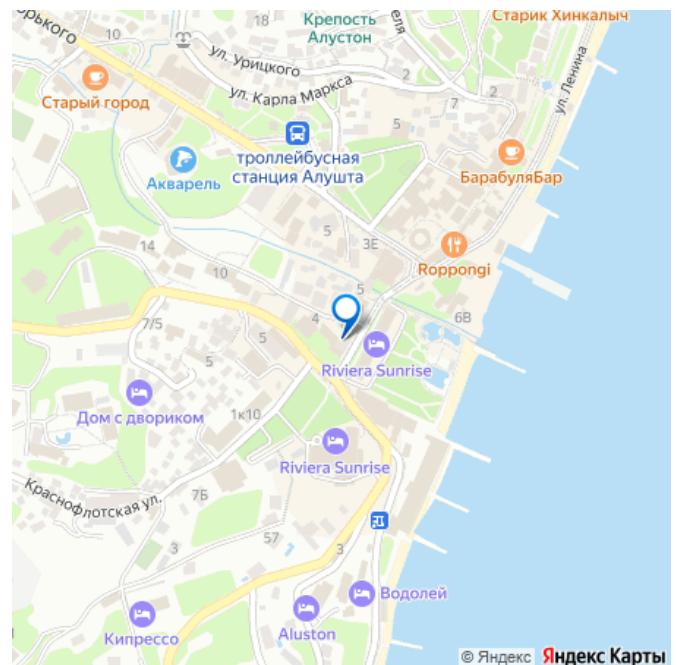 Старик Хинкалыч
18
Крепость
Алустон
ул. Урицкого
2
ул. Ленина
Старый город
ул. Карла Маркса
7
2
5
троллейбусная
станция Алушта
БарабуляБар
Акварель
5
3Е
Roppongi
14
10
5
6В
7/5
5
4
Riviera Sunrise
5
Дом с двориком
1к10
Riviera Sunrise
Краснофлотская ул.
7Б
57
3
3
Водолей
Кипрессо
Aluston
© Яндекс Яндекс Карты